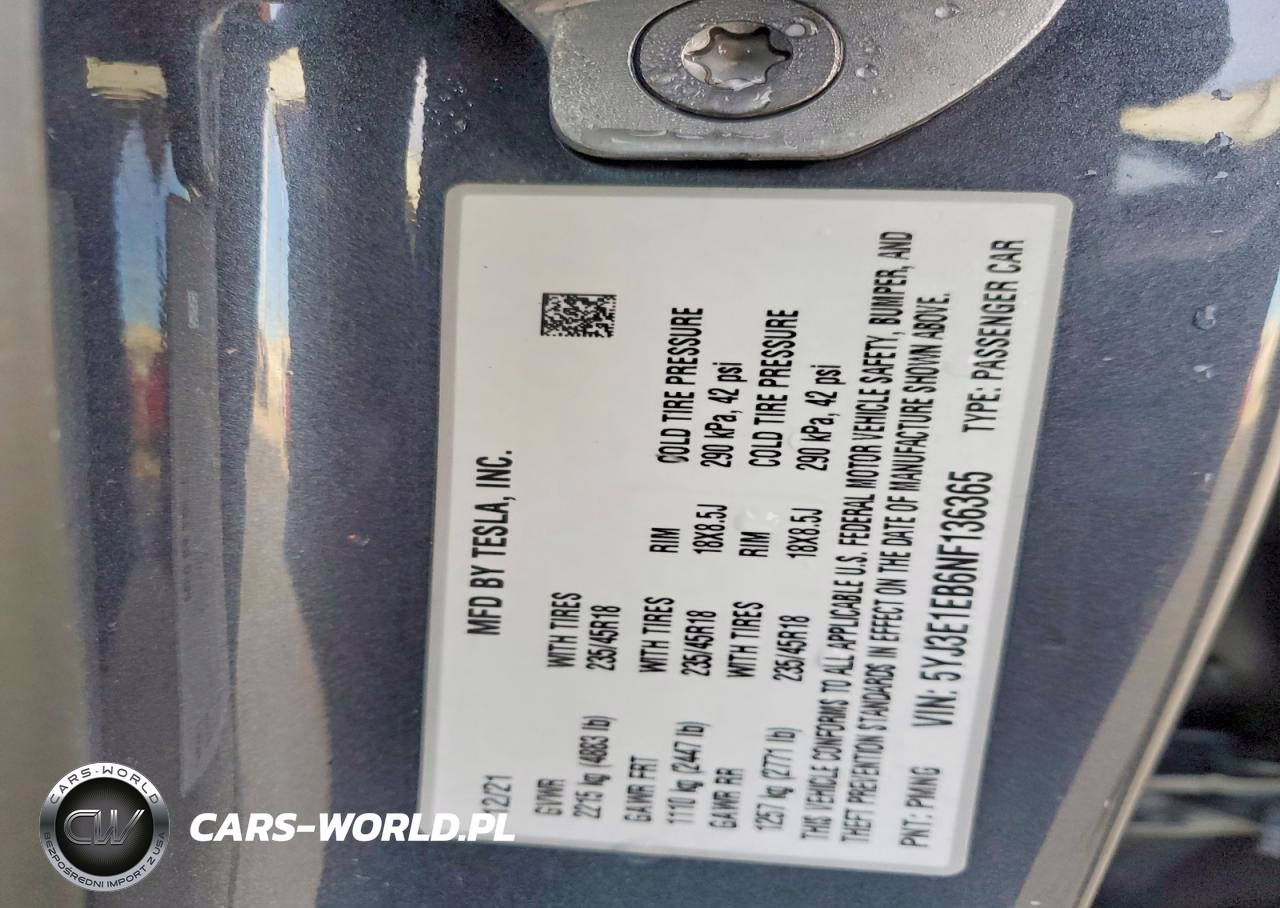 MFD BY TESLA, INC.
12/21
GVWR WITH TIRES
2215 kg (4883 lb) 235/45R18
GAWR FRT WITH TIRES RIM COLD TIRE PRESSURE
1110 kg (2447 lb) 235/45R18 18X8.5J 290 kPa, 42 psi
GAWR RR WITH TIRES RIM COLD TIRE PRESSURE
1257 kg (2771 lb) 235/45R18 18X8.5J 290 kPa, 42 psi
THIS VEHICLE CONFORMS TO ALL APPLICABLE U.S. FEDERAL MOTOR VEHICLE SAFETY, BUMPER, AND
THEFT PREVENTION STANDARDS IN EFFECT ON THE DATE OF MANUFACTURE SHOWN ABOVE.
PNT: PMNG VIN: 5YJ3E1EB6NF136365 TYPE: PASSENGER CAR
CARS-WORLD
CW
BEZPOŚREDNI IMPORT Z USA
CARS-WORLD.PL